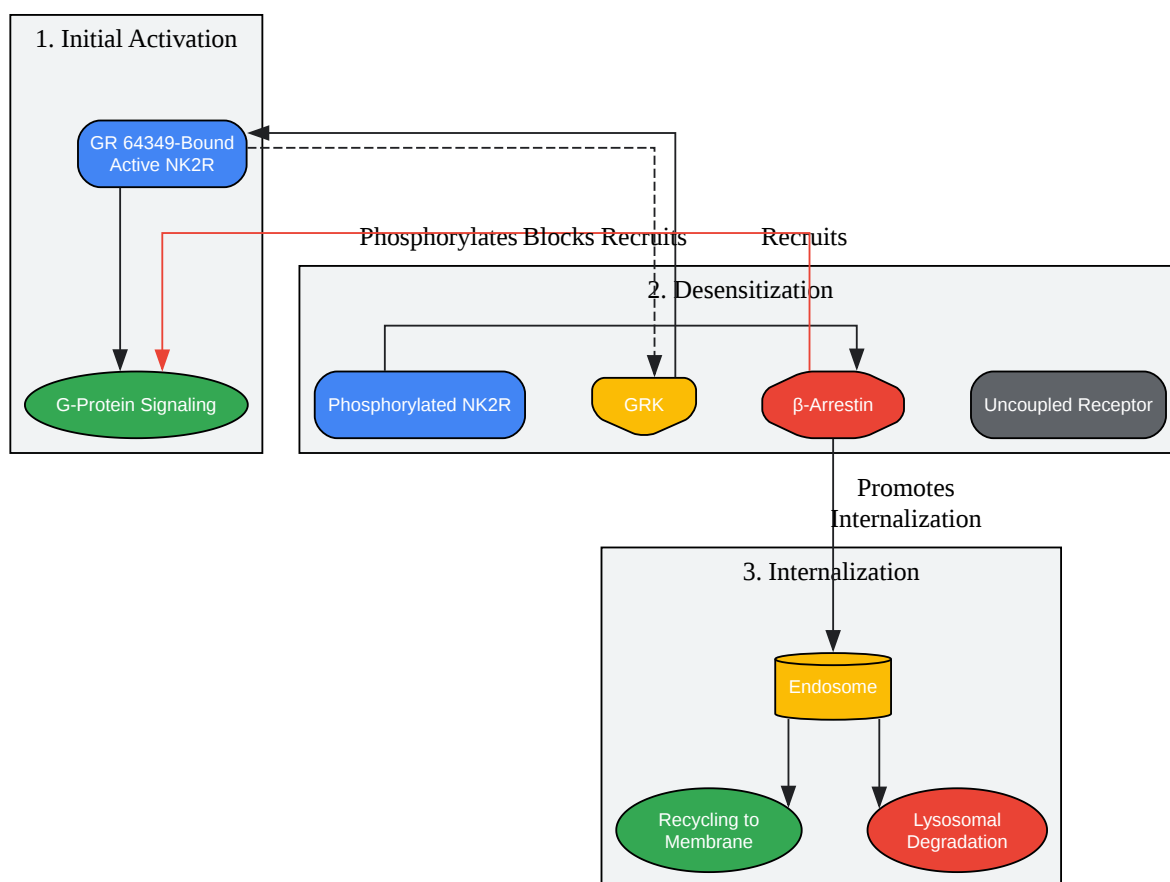 1. Initial Activation
GR 64349-Bound
Active NK2R
Phosphorylates Blocks Recruits Recruits
2. Desensitization
G-Protein Signaling
Phosphorylated NK2R
GRK
β-Arrestin
Uncoupled Receptor
Promotes
Internalization
3. Internalization
Endosome
Recycling to
Membrane
Lysosomal
Degradation